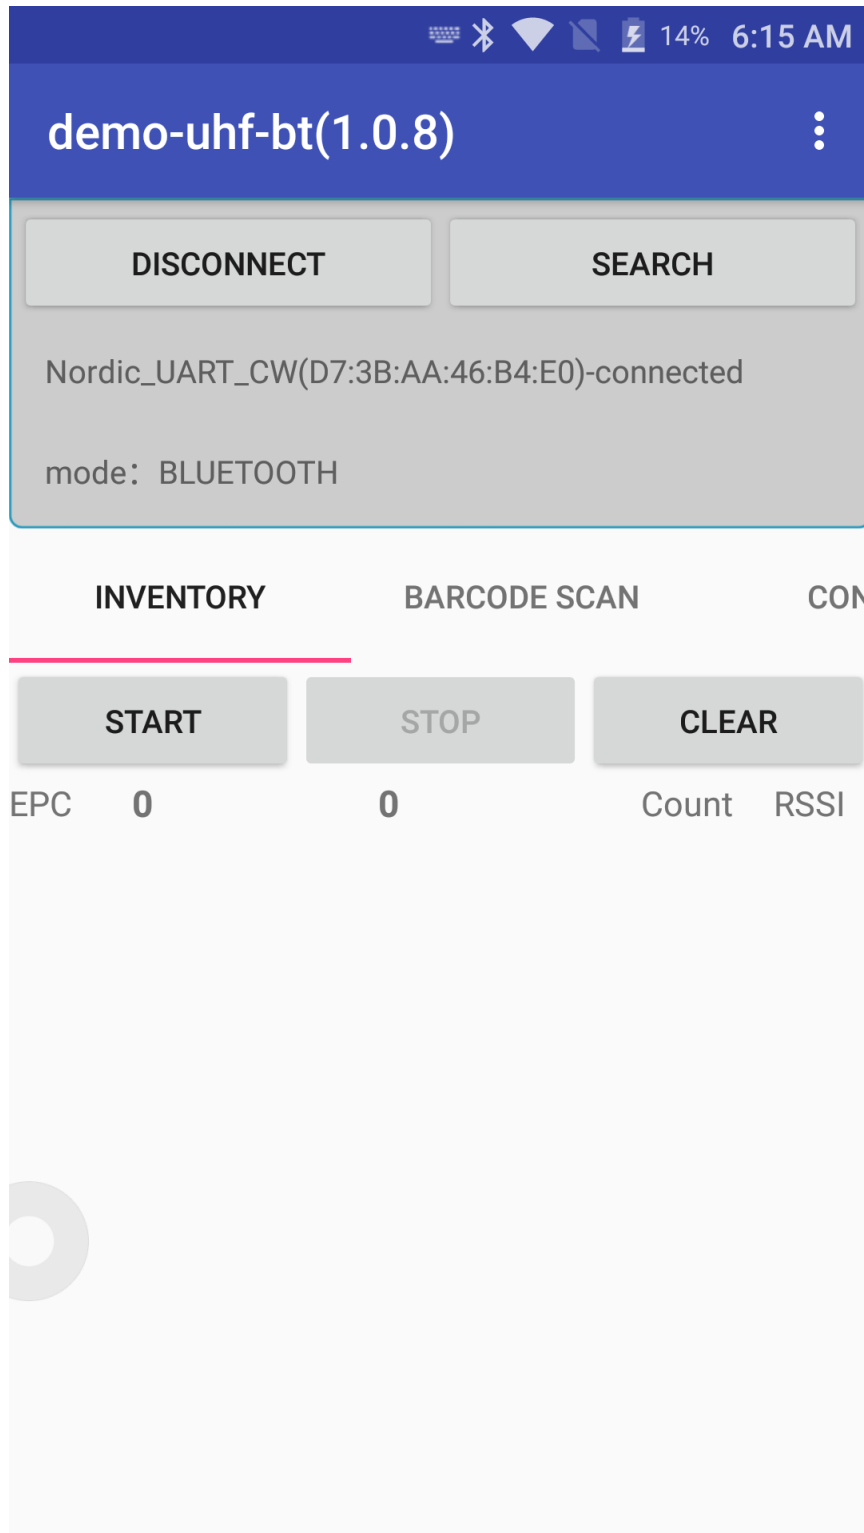 14% 6:15 AM
demo-uhf-bt(1.0.8)
DISCONNECT SEARCH
Nordic_UART_CW(D7:3B:AA:46:B4:E0)-connected
mode：BLUETOOTH
INVENTORY BARCODE SCAN CON
START STOP CLEAR
EPC 0 0 Count RSSI